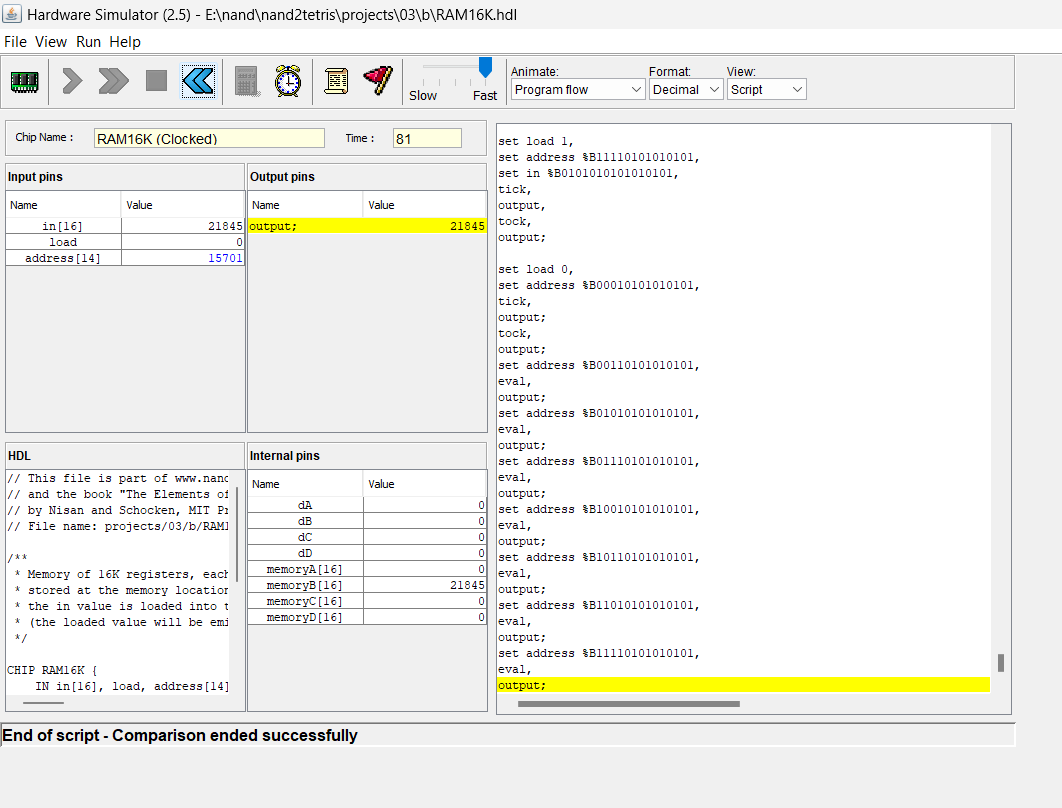 Hardware Simulator (2.5) - E:\nand\nand2tetris\projects\03\b\RAM16K.hdl
File View Run Help
Slow Fast
Animate: Format: View:
Program flow Decimal Script
Chip Name : RAM16K (Clocked) Time : 81
Input pins
Name Value
in[16] 21845
load 0
address[14] 15701
Output pins
Name Value
output; 21845
HDL
// This file is part of www.nand
// and the book "The Elements of
// by Nisan and Schocken, MIT Pr
// File name: projects/03/b/RAM1
/**
* Memory of 16K registers, each
* stored at the memory location
* the in value is loaded into t
* (the loaded value will be emi
*/
CHIP RAM16K {
IN in[16], load, address[14]
Internal pins
Name Value
dA 0
dB 0
dC 0
dD 0
memoryA[16] 0
memoryB[16] 21845
memoryC[16] 0
memoryD[16] 0
set load 1,
set address %B11110101010101,
set in %B0101010101010101,
tick,
output,
tock,
output;
set load 0,
set address %B00010101010101,
tick,
output;
tock,
output;
set address %B00110101010101,
eval,
output;
set address %B01010101010101,
eval,
output;
set address %B01110101010101,
eval,
output;
set address %B10010101010101,
eval,
output;
set address %B10110101010101,
eval,
output;
set address %B11010101010101,
eval,
output;
set address %B11110101010101,
eval,
output;
End of script - Comparison ended successfully